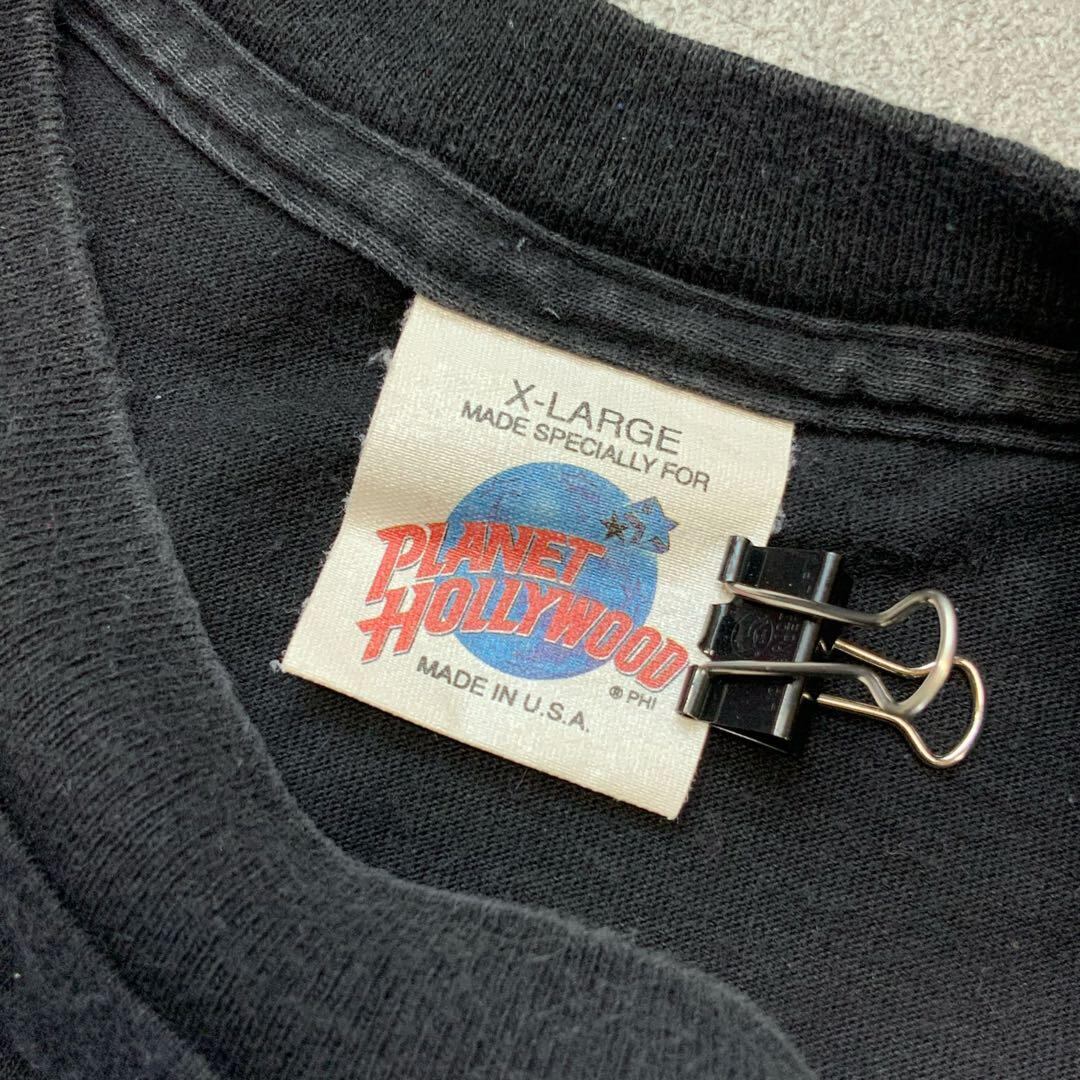 X-LARGE
MADE SPECIALLY FOR
PLANET
HOLLYWOOD
® PHI
MADE IN U.S.A.